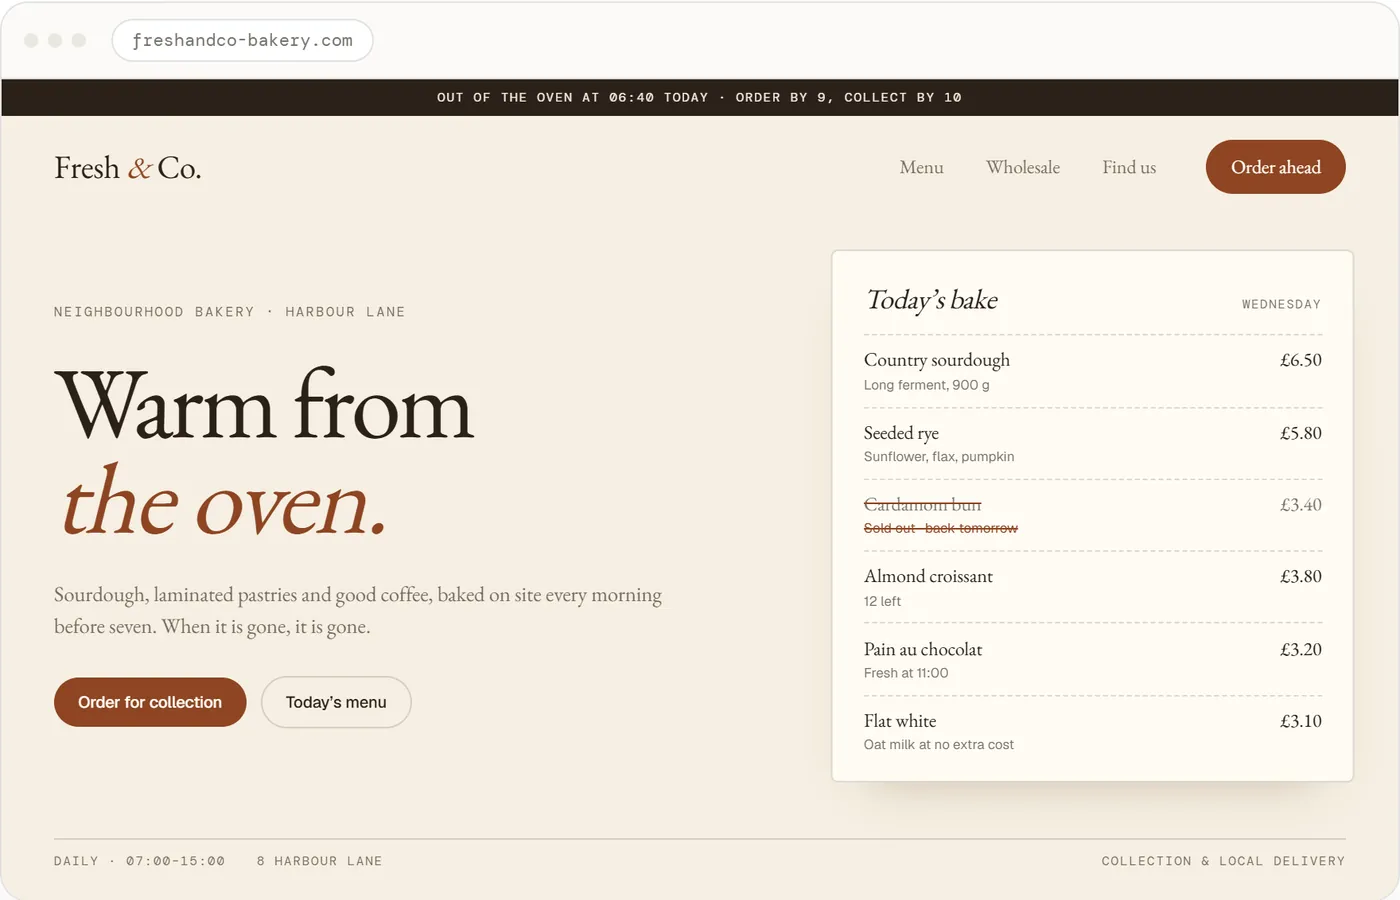 freshandco-bakery.com
OUT OF THE OVEN AT 06:40 TODAY · ORDER BY 9, COLLECT BY 10
Fresh & Co.
Menu
Wholesale
Find us
Order ahead
NEIGHBOURHOOD BAKERY · HARBOUR LANE
Warm from
the oven.
Sourdough, laminated pastries and good coffee, baked on site every morning
before seven. When it is gone, it is gone.
Order for collection
Today's menu
Today's bake
WEDNESDAY
Country sourdough £6.50
Long ferment, 900 g
Seeded rye £5.80
Sunflower, flax, pumpkin
Cardamom bun £3.40
Sold out · back tomorrow
Almond croissant £3.80
12 left
Pain au chocolat £3.20
Fresh at 11:00
Flat white £3.10
Oat milk at no extra cost
DAILY · 07:00–15:00
8 HARBOUR LANE
COLLECTION & LOCAL DELIVERY